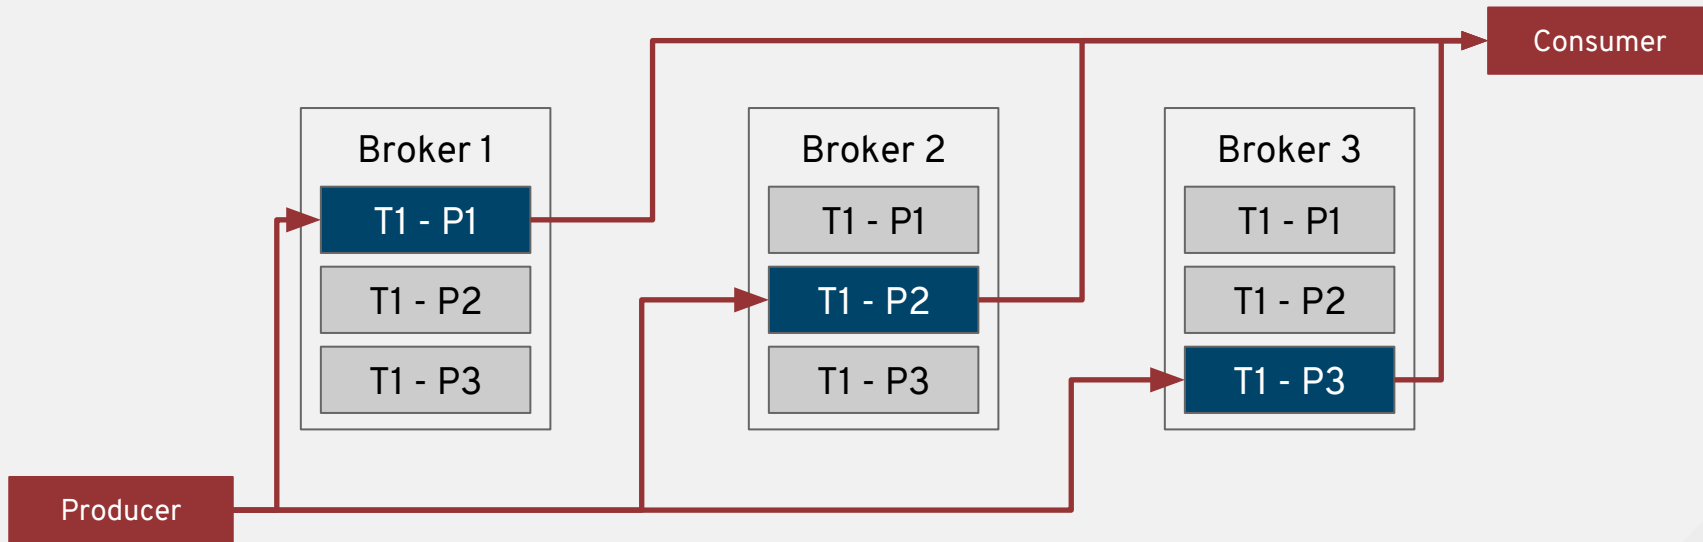 Consumer
Broker 1
T1 - P1
T1 - P2
T1 - P3
Broker 2
T1 - P1
T1 - P2
T1 - P3
Broker 3
T1 - P1
T1 - P2
T1 - P3
Producer